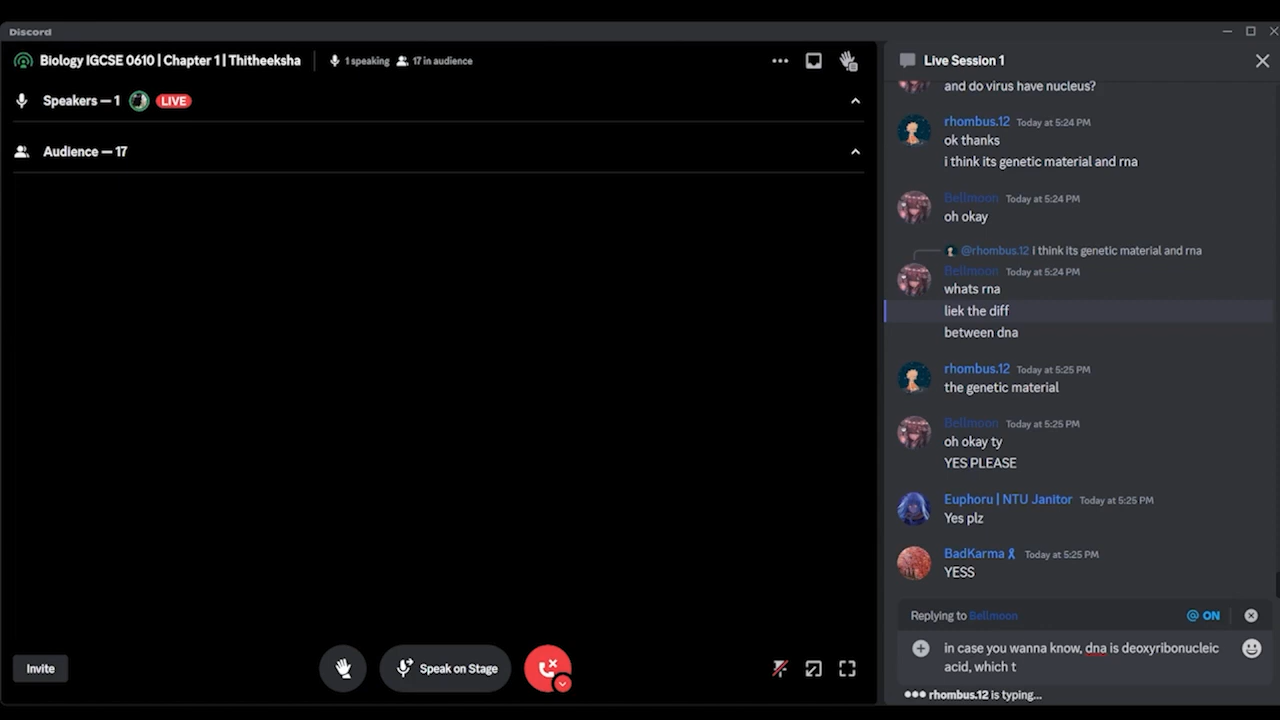 Discord
Biology IGCSE 0610 | Chapter 1 | Thitheeksha
1 speaking
17 in audience
Speakers — 1
LIVE
Audience — 17
Invite
Speak on Stage
Live Session 1
and do virus have nucleus?
rhombus.12 Today at 5:24 PM
ok thanks
i think its genetic material and rna
Bellmoon Today at 5:24 PM
oh okay
@rhombus.12 i think its genetic material and rna
Bellmoon Today at 5:24 PM
whats rna
liek the diff
between dna
rhombus.12 Today at 5:25 PM
the genetic material
Bellmoon Today at 5:25 PM
oh okay ty
YES PLEASE
Euphoru | NTU Janitor Today at 5:25 PM
Yes plz
BadKarma Today at 5:25 PM
YESS
Replying to Bellmoon
@ ON
in case you wanna know, dna is deoxyribonucleic
acid, which t
rhombus.12 is typing...